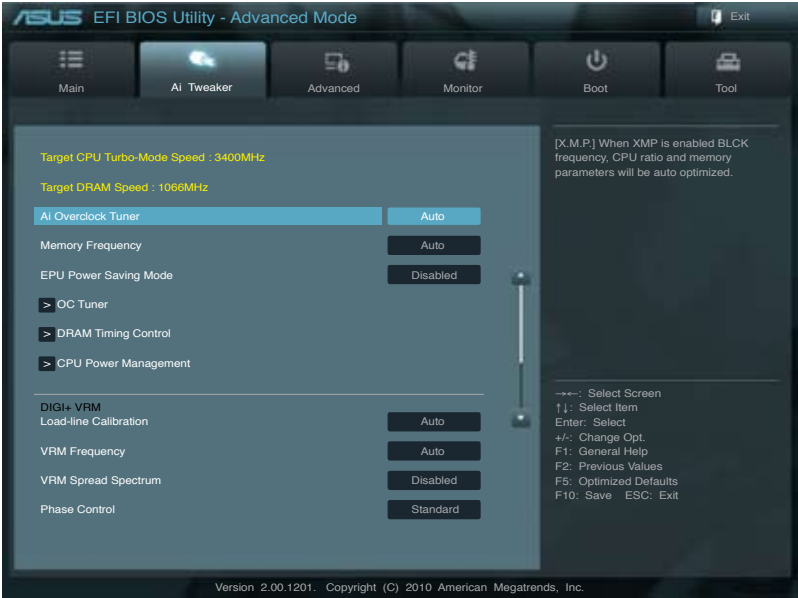 ASUS EFI BIOS Utility - Advanced Mode
Exit
Main
Ai Tweaker
Advanced
Monitor
Boot
Tool
Target CPU Turbo-Mode Speed : 3400MHz
Target DRAM Speed : 1066MHz
Ai Overclock Tuner Auto
Memory Frequency Auto
EPU Power Saving Mode Disabled
> OC Tuner
> DRAM Timing Control
> CPU Power Management
DIGI+ VRM
Load-line Calibration Auto
VRM Frequency Auto
VRM Spread Spectrum Disabled
Phase Control Standard
[X.M.P.] When XMP is enabled BLCK
frequency, CPU ratio and memory
parameters will be auto optimized.
→←: Select Screen
↑↓: Select Item
Enter: Select
+/-: Change Opt.
F1: General Help
F2: Previous Values
F5: Optimized Defaults
F10: Save ESC: Exit
Version 2.00.1201. Copyright (C) 2010 American Megatrends, Inc.